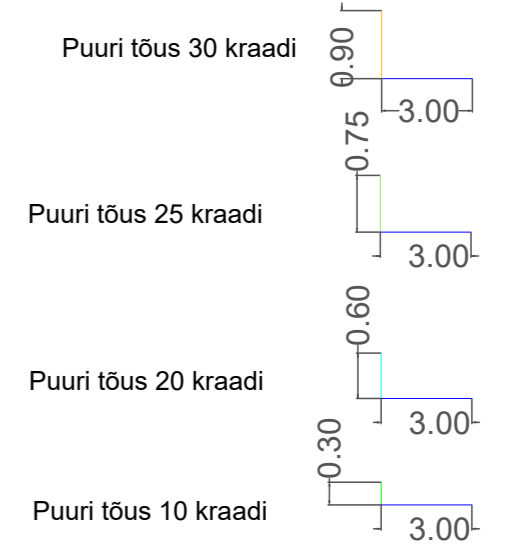 Puuri tõus 30 kraadi
0.90
3.00
Puuri tõus 25 kraadi
0.75
3.00
Puuri tõus 20 kraadi
0.60
3.00
Puuri tõus 10 kraadi
0.30
3.00